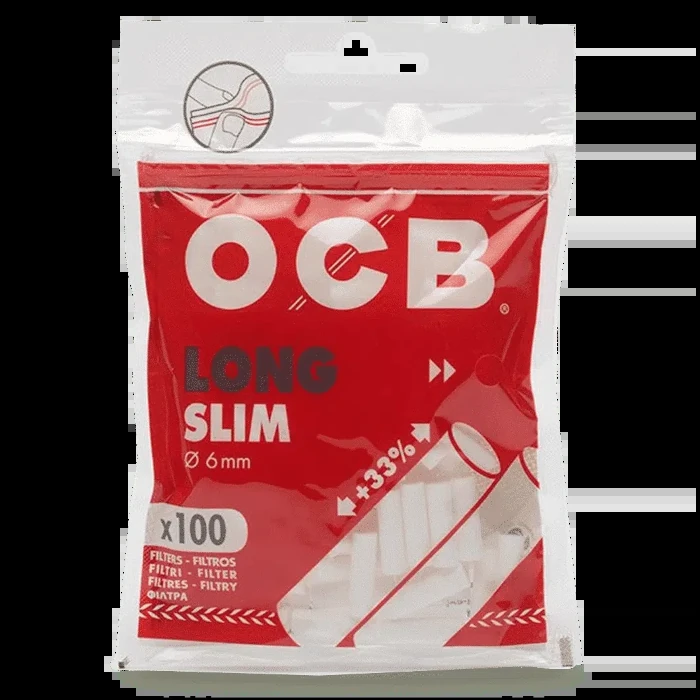 OCB®
LONG
SLIM
Ø 6mm
+33%
x100
FILTERS - FILTROS
FILTRI - FILTER
FILTRES - FILTRY
ΦΙΛΤΡΑ